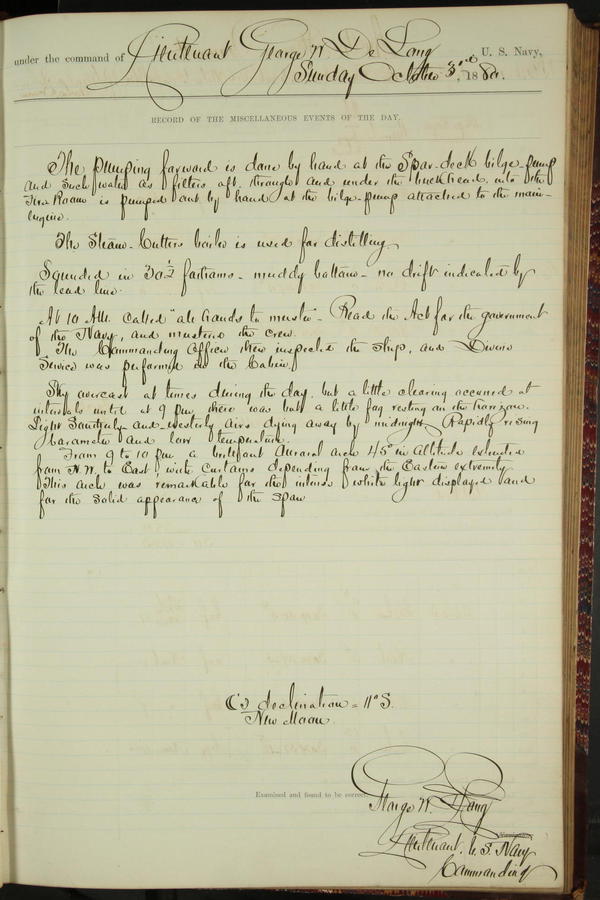 under the command of Lieutenant George W. De Long, U. S. Navy,
Sunday October 3rd, 1880.
RECORD OF THE MISCELLANEOUS EVENTS OF THE DAY.
The pumping forward is done by hand at the Spar-deck bilge-pump
and such water as filters aft through and under the bulkhead into the
Fire Room is pumped out by hand at the bilge-pump attached to the main-
engine.
The Steam-Cutters boiler is used for distilling.
Sounded in 30½ fathoms - muddy bottom - no drift indicated by
the lead line.
At 10 AM. called "all hands to muster" - Read the Act for the government
of the Navy, and mustered the crew.
The Commanding Officer then inspected the ship, and Divine
Service was performed in the Cabin.
Sky overcast at times during the day, but a little clearing occurred at
intervals until at 9 pm there was but a little fog resting on the horizon.
Light Southerly and westerly airs dying away by midnight. Rapidly rising
barometer and low temperature.
From 9 to 10 pm a brilliant Auroral arch 45° in Altitude extended
from N.W. to East, with curtains depending from the Eastern extremity.
This arch was remarkable for the intense white light displayed and
for the solid appearance of the span
declination = 11° S.
New Moon.
Examined and found to be correct.
George W. De Long
Lieutenant. U. S. Navy
Commanding